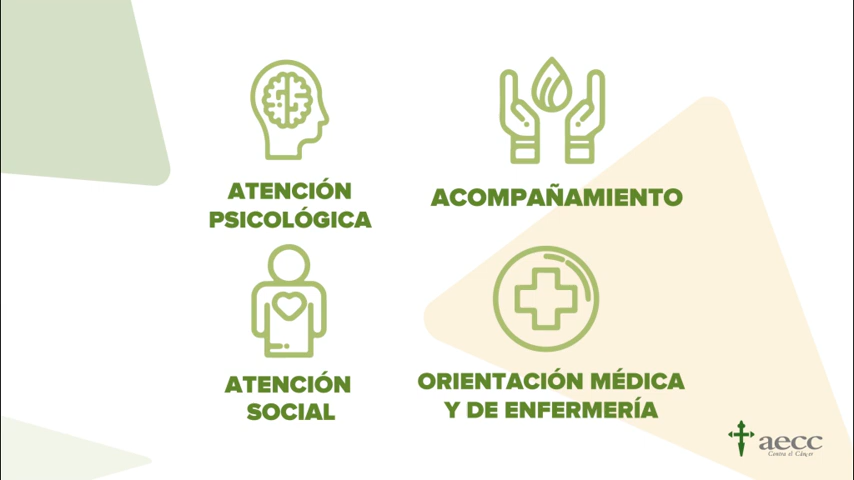 ATENCIÓN
PSICOLÓGICA
ACOMPAÑAMIENTO
ATENCIÓN
SOCIAL
ORIENTACIÓN MÉDICA
Y DE ENFERMERÍA
aecc
Contra el Cáncer